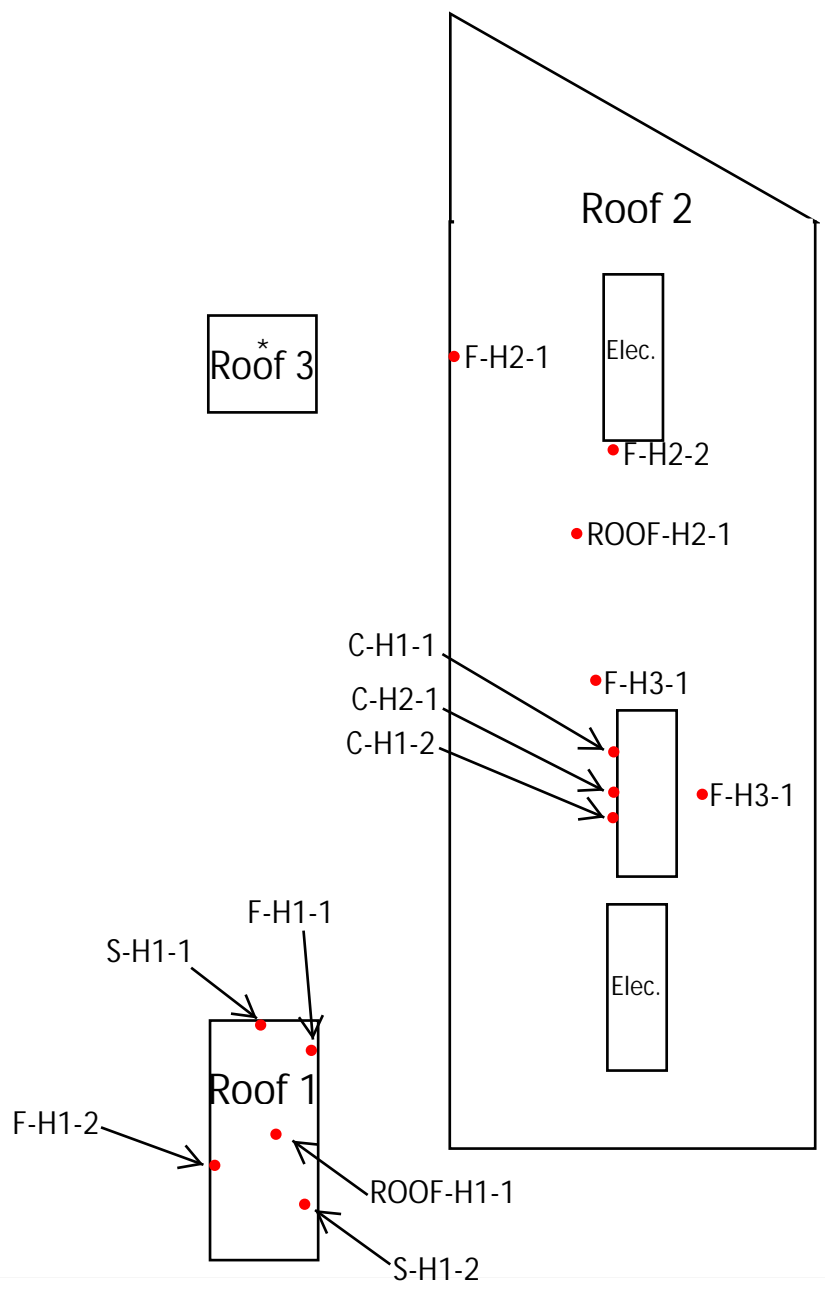 Roof 2
*
Roof 3
Elec.
F-H2-1
F-H2-2
ROOF-H2-1
C-H1-1
F-H3-1
C-H2-1
C-H1-2
F-H3-1
F-H1-1
S-H1-1
Elec.
Roof 1
F-H1-2
ROOF-H1-1
S-H1-2